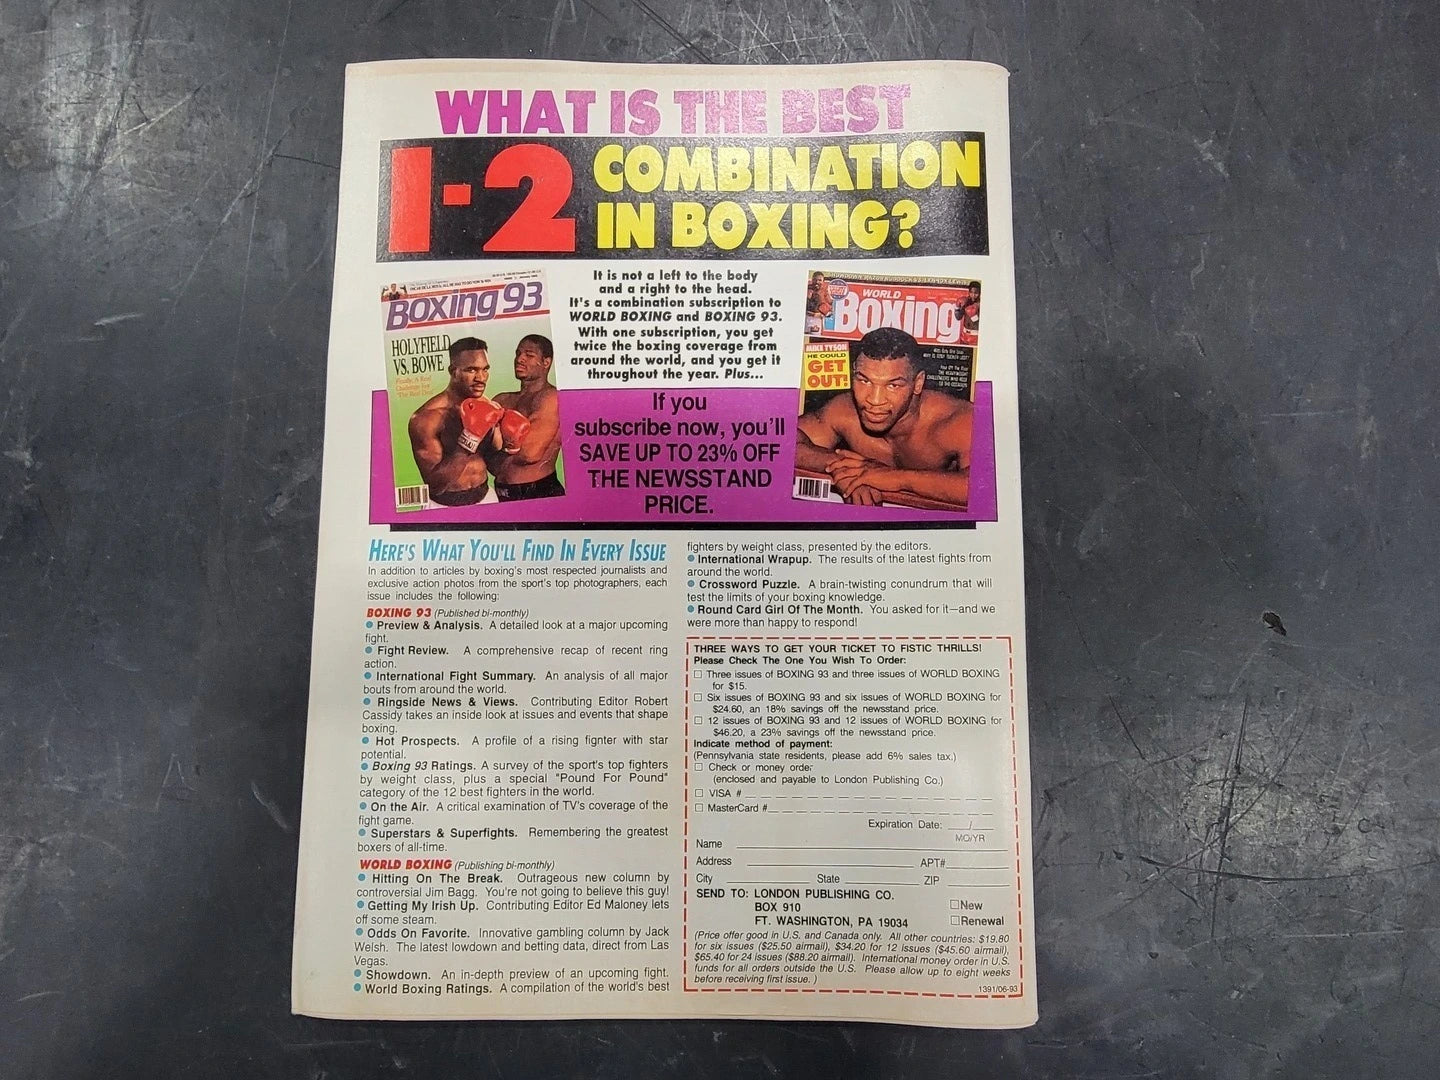 WHAT IS THE BEST
1-2 COMBINATION
IN BOXING?
Boxing 93
HOLYFIELD
VS. BOWE
Finally: A Real
Challenge For
"The Real Deal"
It is not a left to the body
and a right to the head.
It's a combination subscription to
WORLD BOXING and BOXING 93.
With one subscription, you get
twice the boxing coverage from
around the world, and you get it
throughout the year. Plus...
If you
subscribe now, you'll
SAVE UP TO 23% OFF
THE NEWSSTAND
PRICE.
WORLD
Boxing
MIKE TYSON
HE COULD
GET
OUT!
HERE'S WHAT YOU'LL FIND IN EVERY ISSUE
In addition to articles by boxing's most respected journalists and
exclusive action photos from the sport's top photographers, each
issue includes the following:
BOXING 93 (Published bi-monthly)
• Preview & Analysis. A detailed look at a major upcoming
fight.
• Fight Review. A comprehensive recap of recent ring
action.
• International Fight Summary. An analysis of all major
bouts from around the world.
• Ringside News & Views. Contributing Editor Robert
Cassidy takes an inside look at issues and events that shape
boxing.
• Hot Prospects. A profile of a rising fignter with star
potential.
• Boxing 93 Ratings. A survey of the sport's top fighters
by weight class, plus a special "Pound For Pound"
category of the 12 best fighters in the world.
• On the Air. A critical examination of TV's coverage of the
fight game.
• Superstars & Superfights. Remembering the greatest
boxers of all-time.
WORLD BOXING (Publishing bi-monthly)
• Hitting On The Break. Outrageous new column by
controversial Jim Bagg. You're not going to believe this guy!
• Getting My Irish Up. Contributing Editor Ed Maloney lets
off some steam.
• Odds On Favorite. Innovative gambling column by Jack
Welsh. The latest lowdown and betting data, direct from Las
Vegas.
• Showdown. An in-depth preview of an upcoming fight.
• World Boxing Ratings. A compilation of the world's best
fighters by weight class, presented by the editors.
• International Wrapup. The results of the latest fights from
around the world.
• Crossword Puzzle. A brain-twisting conundrum that will
test the limits of your boxing knowledge.
• Round Card Girl Of The Month. You asked for it—and we
were more than happy to respond!
THREE WAYS TO GET YOUR TICKET TO FISTIC THRILLS!
Please Check The One You Wish To Order:
☐ Three issues of BOXING 93 and three issues of WORLD BOXING
for $15.
☐ Six issues of BOXING 93 and six issues of WORLD BOXING for
$24.60, an 18% savings off the newsstand price.
☐ 12 issues of BOXING 93 and 12 issues of WORLD BOXING for
$46.20, a 23% savings off the newsstand price.
Indicate method of payment:
(Pennsylvania state residents, please add 6% sales tax.)
☐ Check or money order
(enclosed and payable to London Publishing Co.)
☐ VISA #
☐ MasterCard #
Expiration Date: __/__
MO/YR
Name
Address APT#
City State ZIP
SEND TO: LONDON PUBLISHING CO.
BOX 910 ☐New
FT. WASHINGTON, PA 19034 ☐Renewal
(Price offer good in U.S. and Canada only. All other countries: $19.80
for six issues ($25.50 airmail), $34.20 for 12 issues ($45.60 airmail),
$65.40 for 24 issues ($88.20 airmail). International money order in U.S.
funds for all orders outside the U.S. Please allow up to eight weeks
before receiving first issue. )
1391/06-93